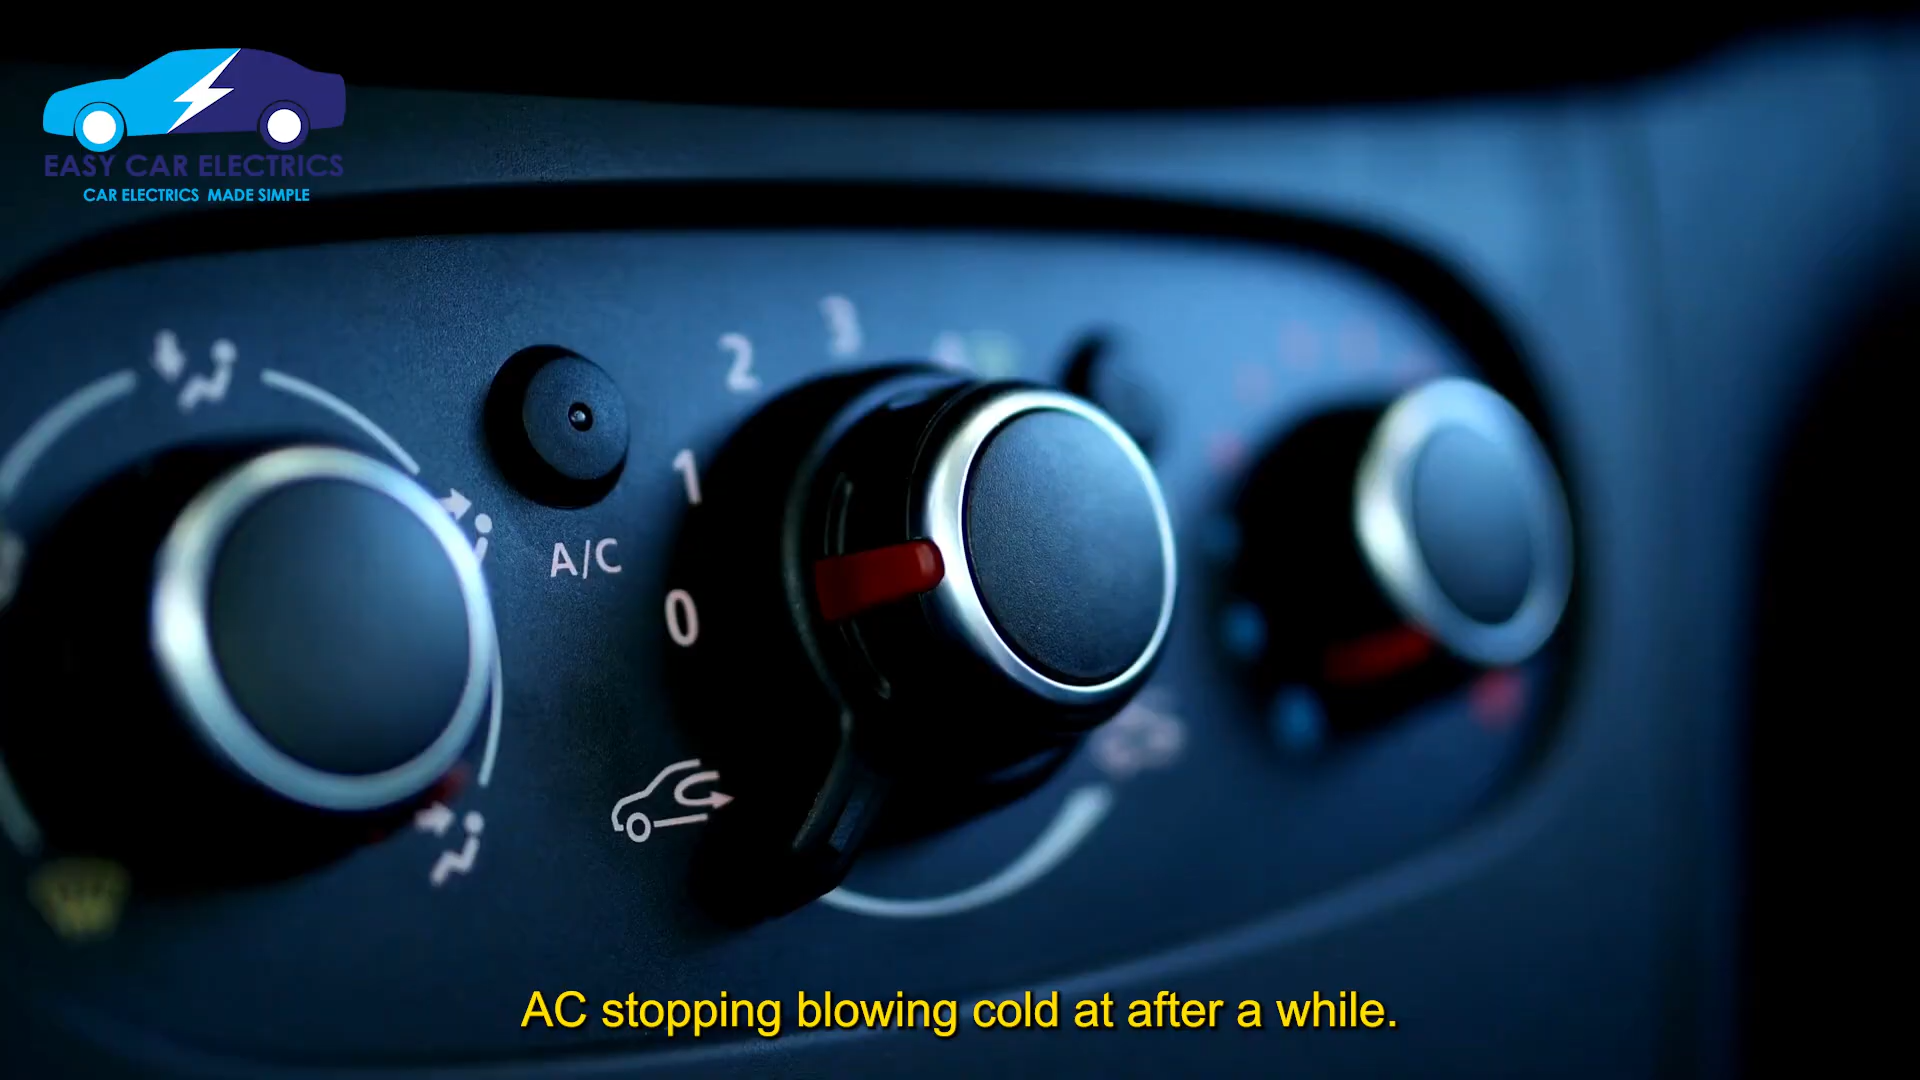 EASY CAR ELECTRICS
CAR ELECTRICS MADE SIMPLE
2
3
1
A/C
0
AC stopping blowing cold at after a while.